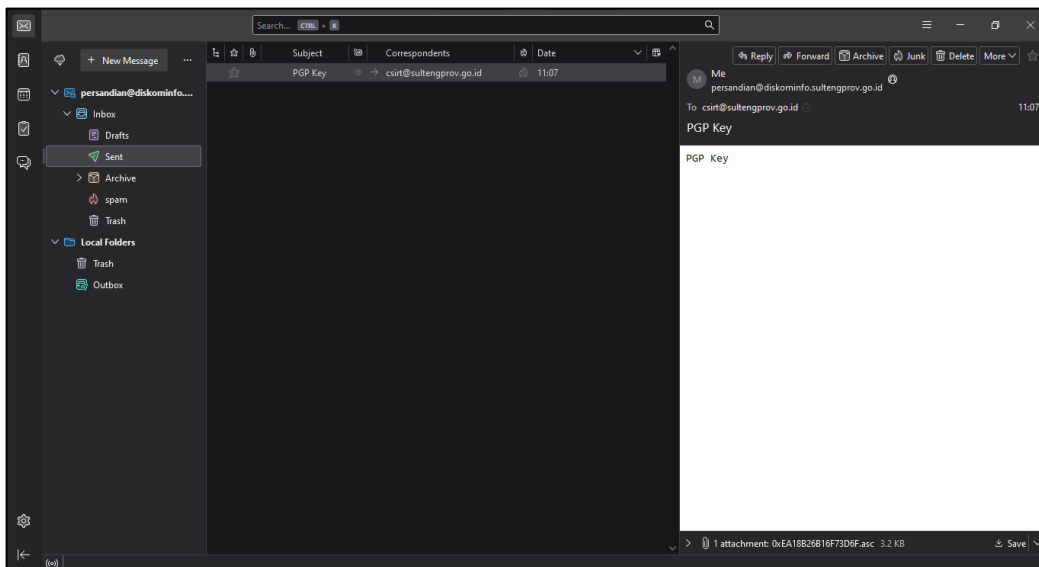 Search... CTRL + K
+ New Message ...
persandian@diskominfo....
Inbox
Drafts
Sent
Archive
spam
Trash
Local Folders
Trash
Outbox
Subject Correspondents Date
PGP Key → csirt@sultengprov.go.id 11:07
Reply Forward Archive Junk Delete More
M
Me
persandian@diskominfo.sultengprov.go.id
To csirt@sultengprov.go.id 11:07
PGP Key
PGP Key
1 attachment: 0xEA18B26B16F73D6F.asc 3.2 KB Save